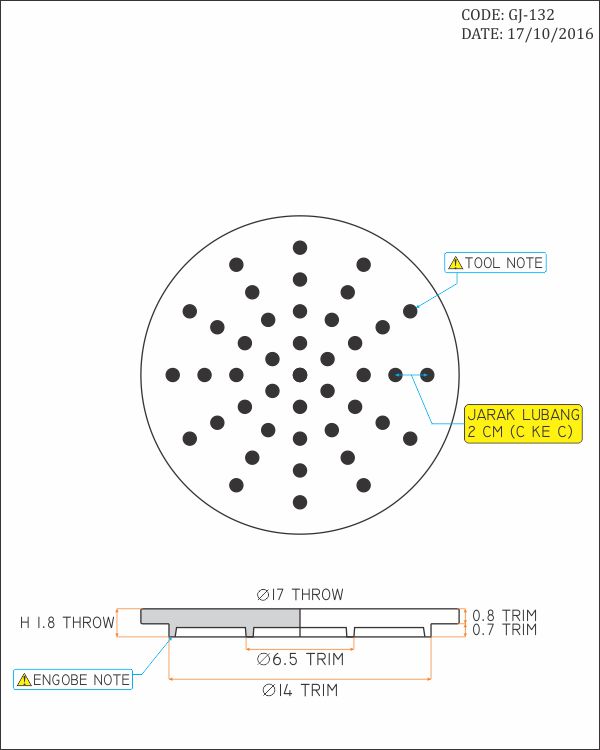 CODE: GJ-132
DATE: 17/10/2016
TOOL NOTE
JARAK LUBANG
2 CM (C KE C)
∅17 THROW
H 1.8 THROW
0.8 TRIM
0.7 TRIM
∅6.5 TRIM
ENGOBE NOTE
∅14 TRIM